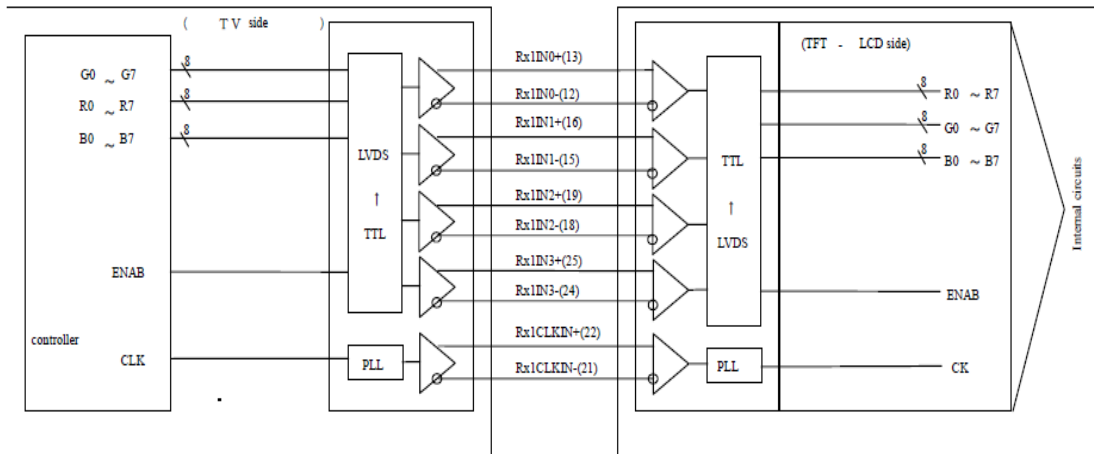 ( TV side )
(TFT - LCD side)
G0 ~ G7
8
R0 ~ R7
8
B0 ~ B7
8
ENAB
controller
CLK
LVDS
↑
TTL
PLL
Rx1IN0+(13)
Rx1IN0-(12)
Rx1IN1+(16)
Rx1IN1-(15)
Rx1IN2+(19)
Rx1IN2-(18)
Rx1IN3+(25)
Rx1IN3-(24)
Rx1CLKIN+(22)
Rx1CLKIN-(21)
TTL
↑
LVDS
PLL
8
R0 ~ R7
8
G0 ~ G7
8
B0 ~ B7
ENAB
CK
Internal circuits